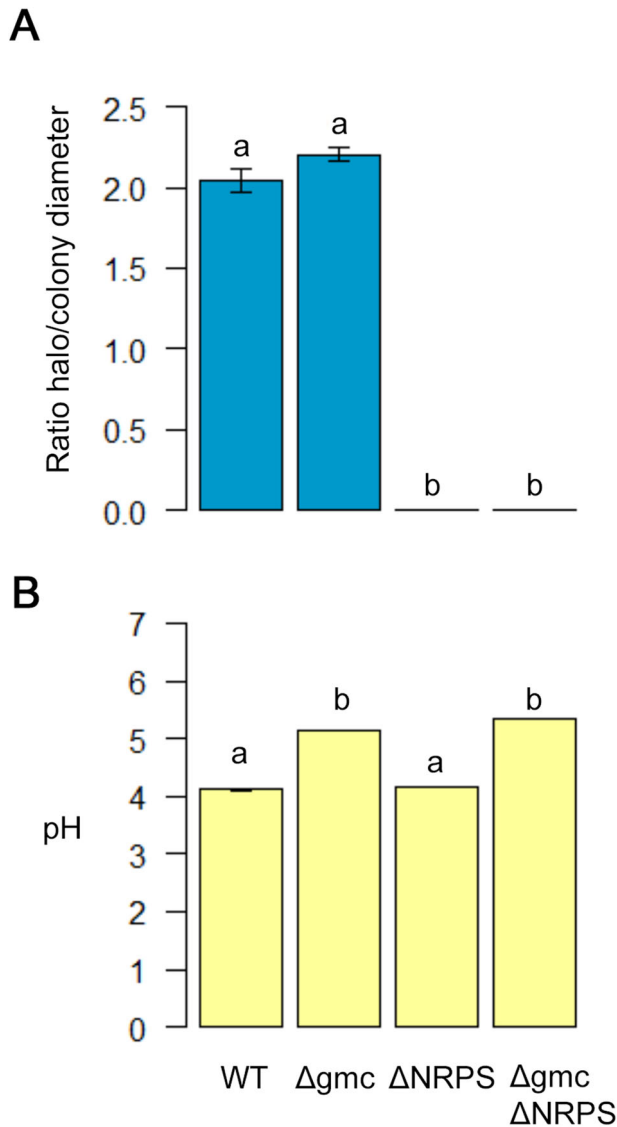 A
Ratio halo/colony diameter
2.5
2.0
1.5
1.0
0.5
0.0
a
a
b
b
B
pH
7
6
5
4
3
2
1
0
a
b
a
b
WT
Δgmc
ΔNRPS
Δgmc
ΔNRPS